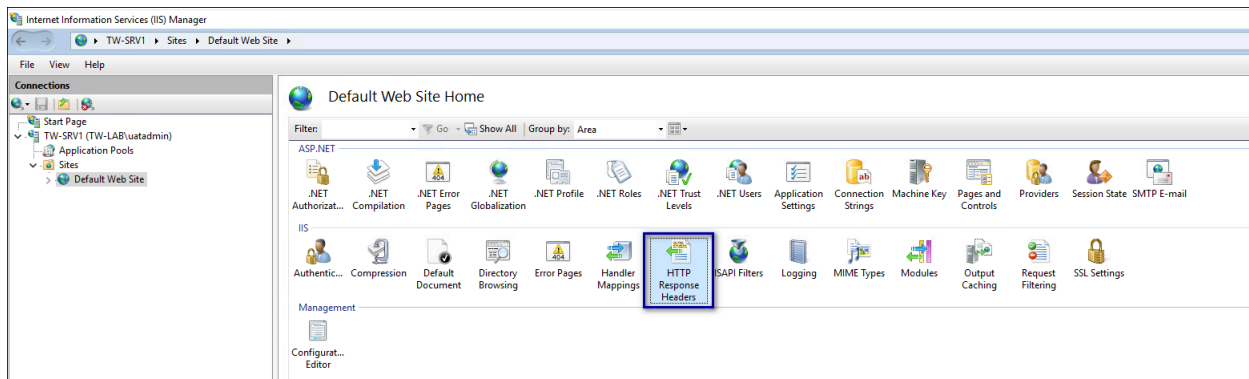 Internet Information Services (IIS) Manager
TW-SRV1 Sites Default Web Site
File View Help
Connections
Start Page
TW-SRV1 (TW-LAB\uatadmin)
Application Pools
Sites
Default Web Site
Default Web Site Home
Filter: Go Show All Group by: Area
ASP.NET
.NET Authorizat...
.NET Compilation
404
.NET Error Pages
.NET Globalization
.NET Profile
.NET Roles
.NET Trust Levels
.NET Users
Application Settings
ab
Connection Strings
Machine Key
Pages and Controls
Providers
Session State
SMTP E-mail
IIS
Authentic...
Compression
Default Document
Directory Browsing
404
Error Pages
Handler Mappings
HTTP Response Headers
ISAPI Filters
Logging
MIME Types
Modules
Output Caching
Request Filtering
SSL Settings
Management
Configurat... Editor